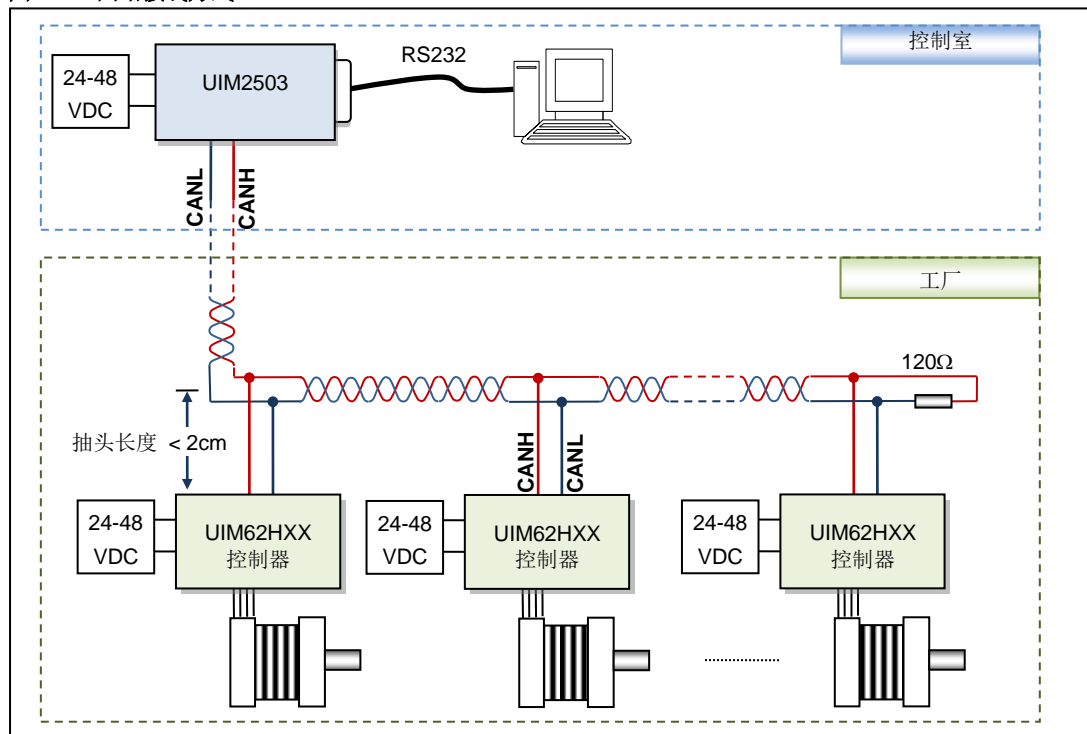 控制室
RS232
24-48
VDC
UIM2503
CANL
CANH
工厂
120Ω
抽头长度 < 2cm
CANH
CANL
24-48
VDC
UIM62HXX
控制器
24-48
VDC
UIM62HXX
控制器
24-48
VDC
UIM62HXX
控制器